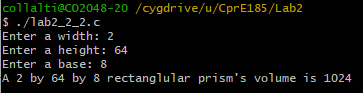 collalti@CO2048-20 /cygdrive/u/CprE185/Lab2
$ ./lab2_2_2.c
Enter a width: 2
Enter a height: 64
Enter a base: 8
A 2 by 64 by 8 rectanglular prism's volume is 1024